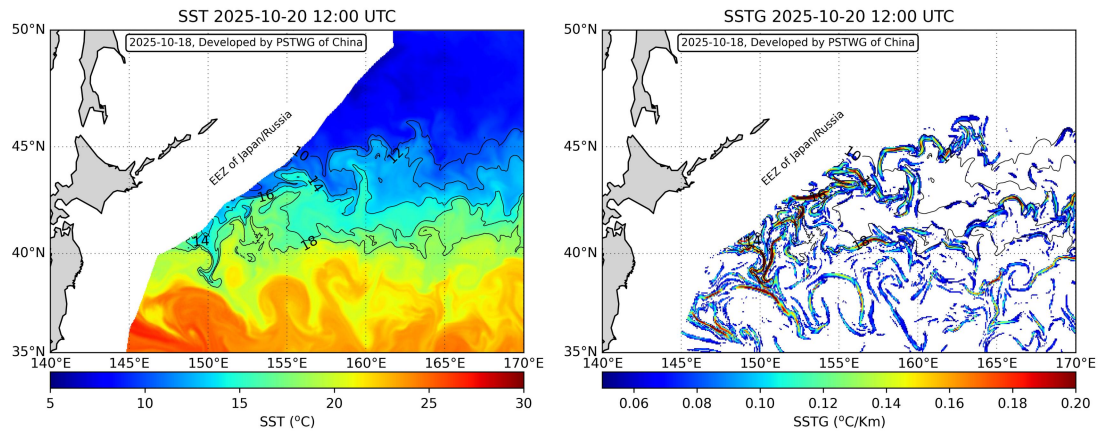 SST 2025-10-20 12:00 UTC
2025-10-18, Developed by PSTWG of China
50°N
45°N
40°N
35°N
EEZ of Japan/Russia
10
12
14
16
14
18
140°E
145°E
150°E
155°E
160°E
165°E
170°E
5
10
15
20
25
30
SST (°C)
SSTG 2025-10-20 12:00 UTC
2025-10-18, Developed by PSTWG of China
50°N
45°N
40°N
35°N
EEZ of Japan/Russia
10
140°E
145°E
150°E
155°E
160°E
165°E
170°E
0.06
0.08
0.10
0.12
0.14
0.16
0.18
0.20
SSTG (°C/Km)